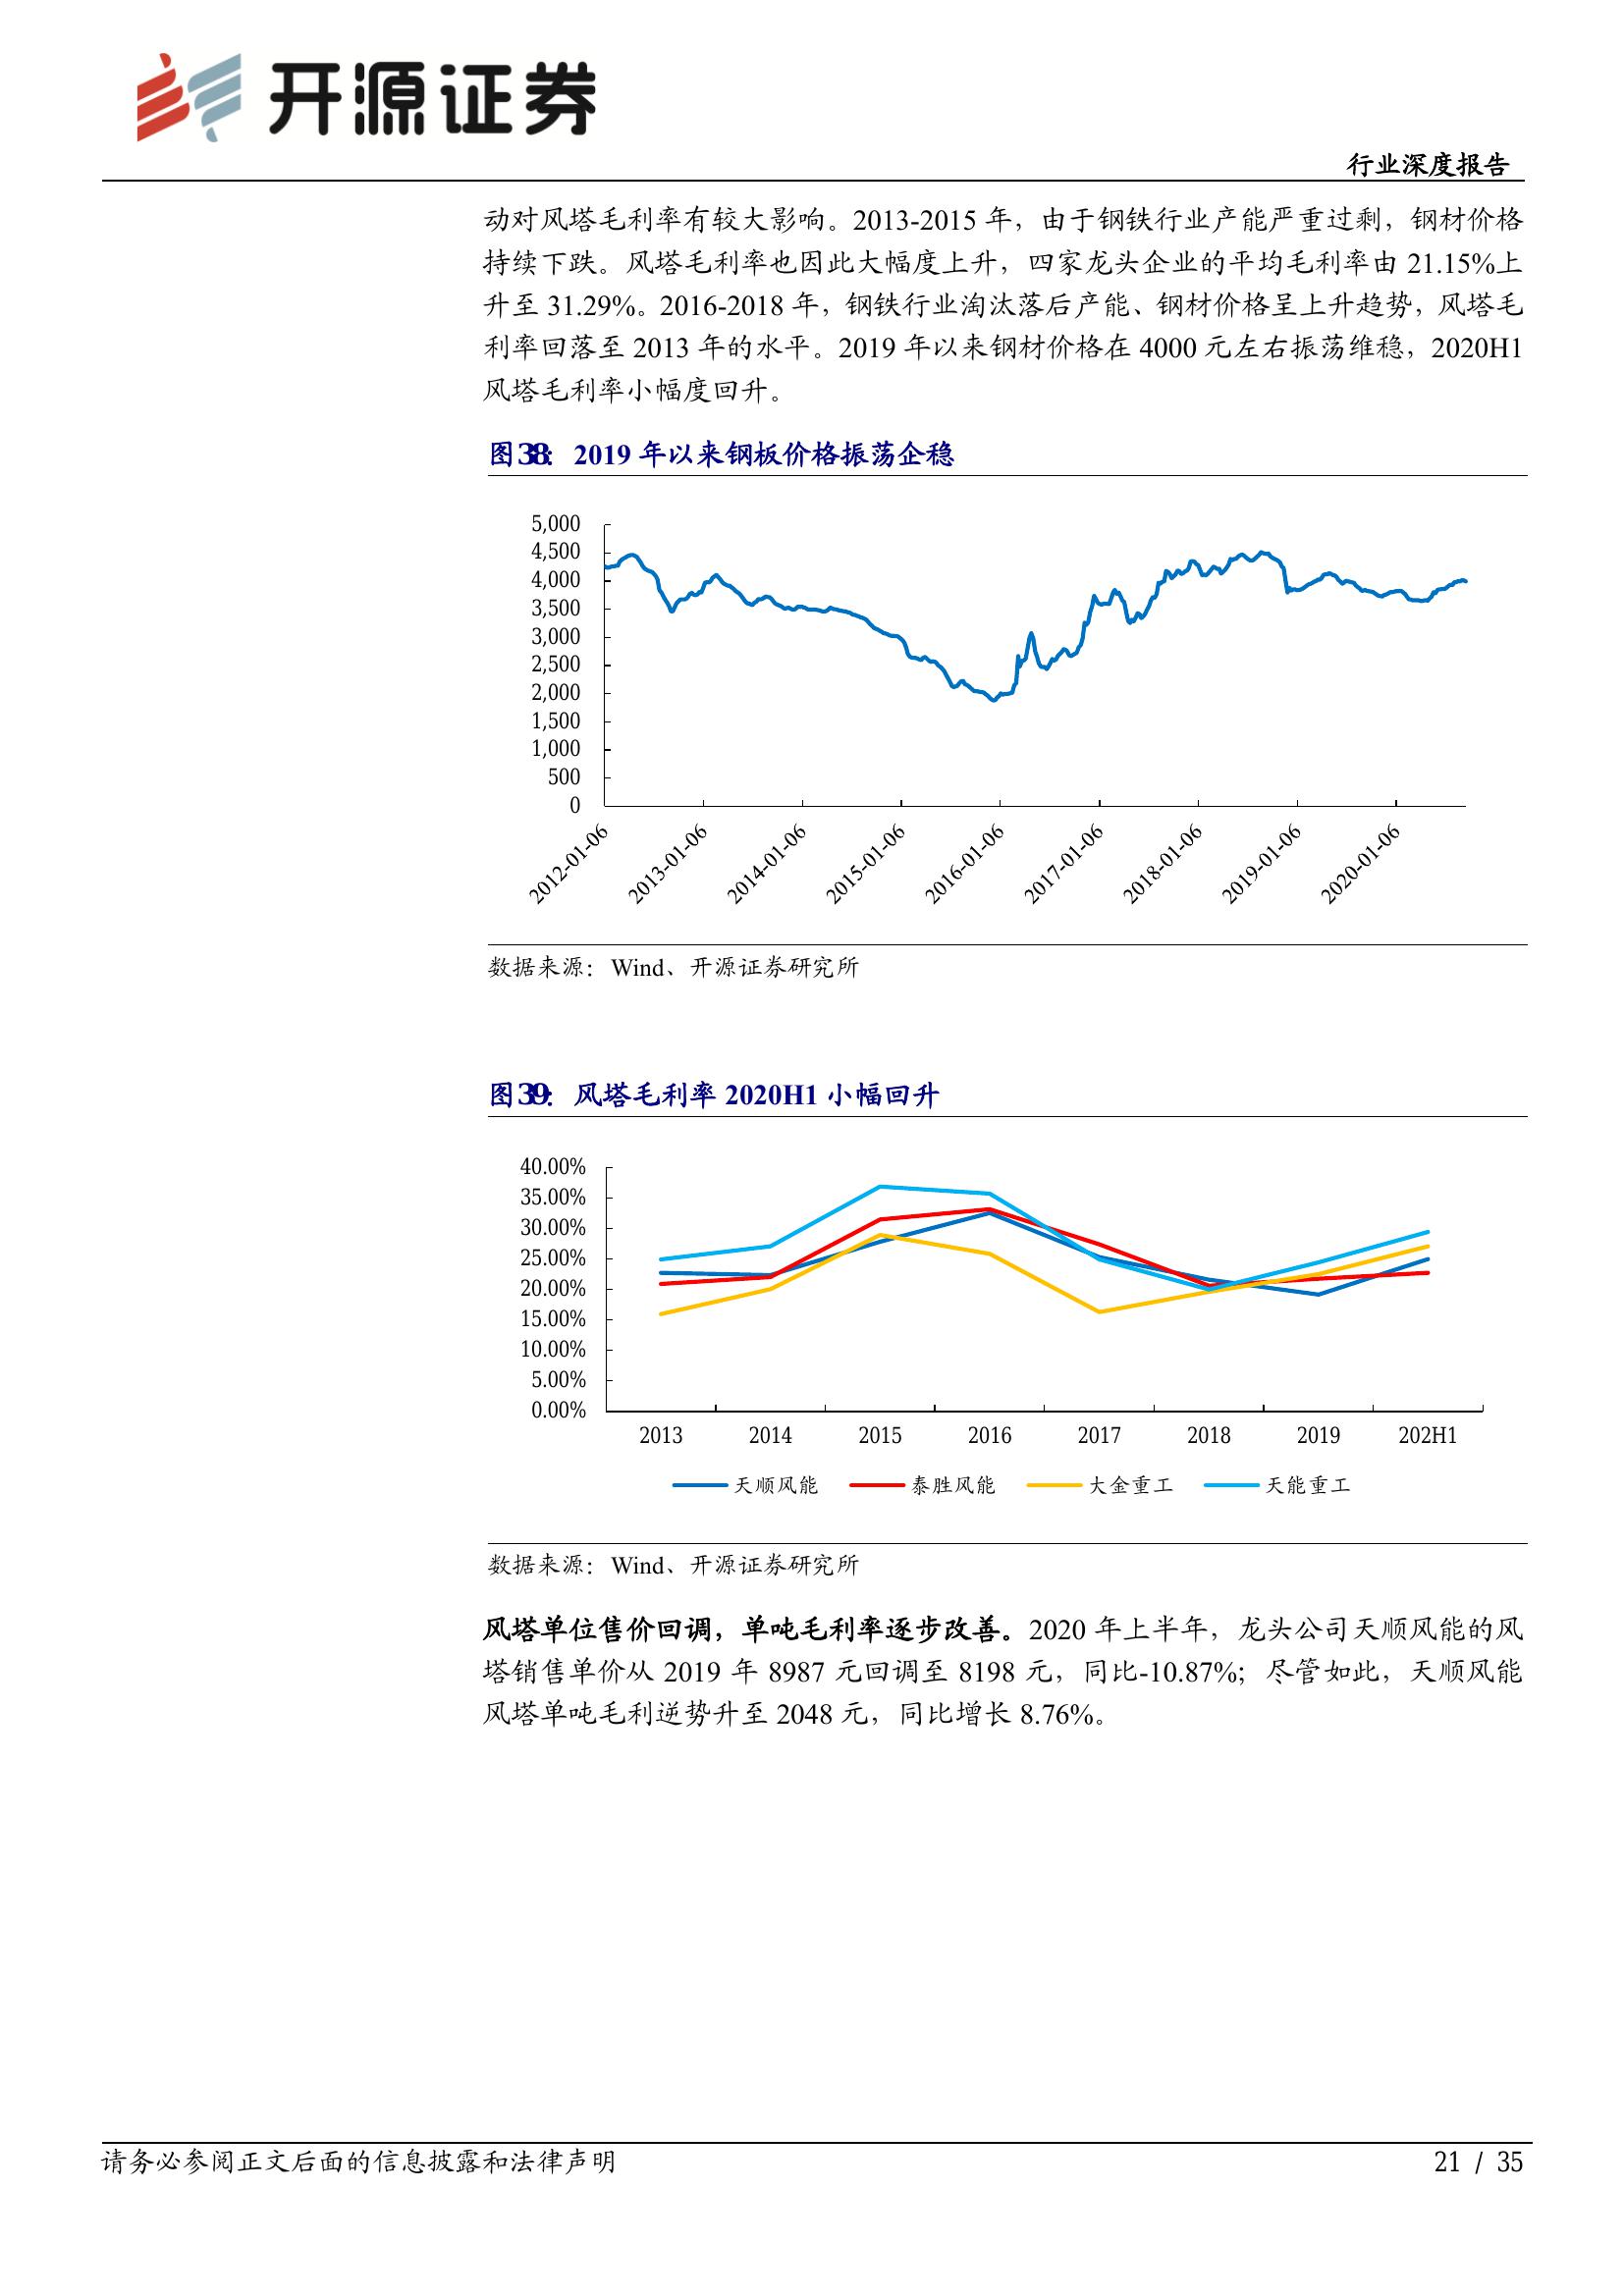 开源证券
行业深度报告
动对风塔毛利率有较大影响。2013-2015 年，由于钢铁行业产能严重过剩，钢材价格
持续下跌。风塔毛利率也因此大幅度上升，四家龙头企业的平均毛利率由 21.15%上
升至 31.29%。2016-2018 年，钢铁行业淘汰落后产能、钢材价格呈上升趋势，风塔毛
利率回落至 2013 年的水平。2019 年以来钢材价格在 4000 元左右振荡维稳，2020H1
风塔毛利率小幅度回升。
图38： 2019 年以来钢板价格振荡企稳
5,000
4,500
4,000
3,500
3,000
2,500
2,000
1,500
1,000
500
0
2012-01-06 2013-01-06 2014-01-06 2015-01-06 2016-01-06 2017-01-06 2018-01-06 2019-01-06 2020-01-06
数据来源：Wind、开源证券研究所
图39： 风塔毛利率 2020H1 小幅回升
40.00%
35.00%
30.00%
25.00%
20.00%
15.00%
10.00%
5.00%
0.00%
2013 2014 2015 2016 2017 2018 2019 202H1
天顺风能 泰胜风能 大金重工 天能重工
数据来源：Wind、开源证券研究所
风塔单位售价回调，单吨毛利率逐步改善。2020 年上半年，龙头公司天顺风能的风
塔销售单价从 2019 年 8987 元回调至 8198 元，同比-10.87%；尽管如此，天顺风能
风塔单吨毛利逆势升至 2048 元，同比增长 8.76%。
请务必参阅正文后面的信息披露和法律声明
21 / 35